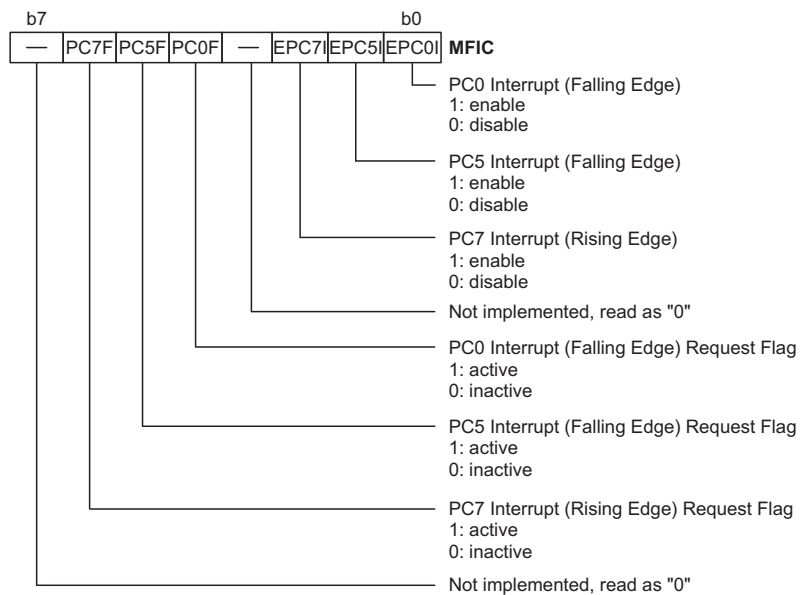 b7 b0
— PC7F PC5F PC0F — EPC7I EPC5I EPC0I MFIC
PC0 Interrupt (Falling Edge)
1: enable
0: disable
PC5 Interrupt (Falling Edge)
1: enable
0: disable
PC7 Interrupt (Rising Edge)
1: enable
0: disable
Not implemented, read as "0"
PC0 Interrupt (Falling Edge) Request Flag
1: active
0: inactive
PC5 Interrupt (Falling Edge) Request Flag
1: active
0: inactive
PC7 Interrupt (Rising Edge) Request Flag
1: active
0: inactive
Not implemented, read as "0"